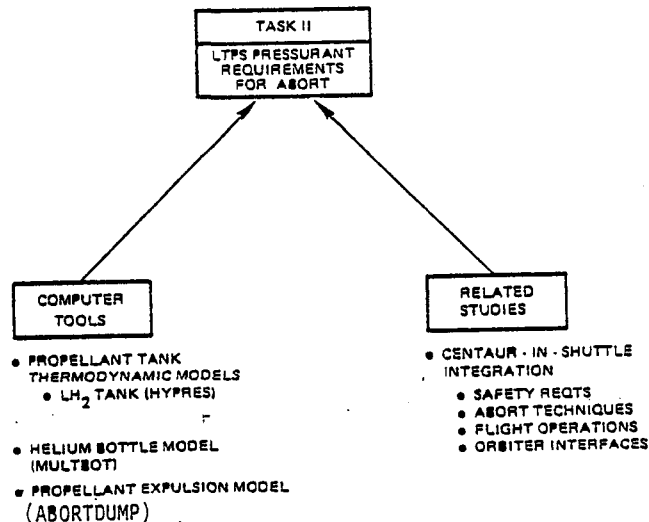 TASK II
LTPS PRESSURANT
REQUIREMENTS
FOR ABORT
COMPUTER
TOOLS
• PROPELLANT TANK
THERMODYNAMIC MODELS
• LH2 TANK (HYPRES)
• HELIUM BOTTLE MODEL
(MULTBOT)
• PROPELLANT EXPULSION MODEL
(ABORTDUMP)
RELATED
STUDIES
• CENTAUR - IN - SHUTTLE
INTEGRATION
• SAFETY REQTS
• ABORT TECHNIQUES
• FLIGHT OPERATIONS
• ORBITER INTERFACES